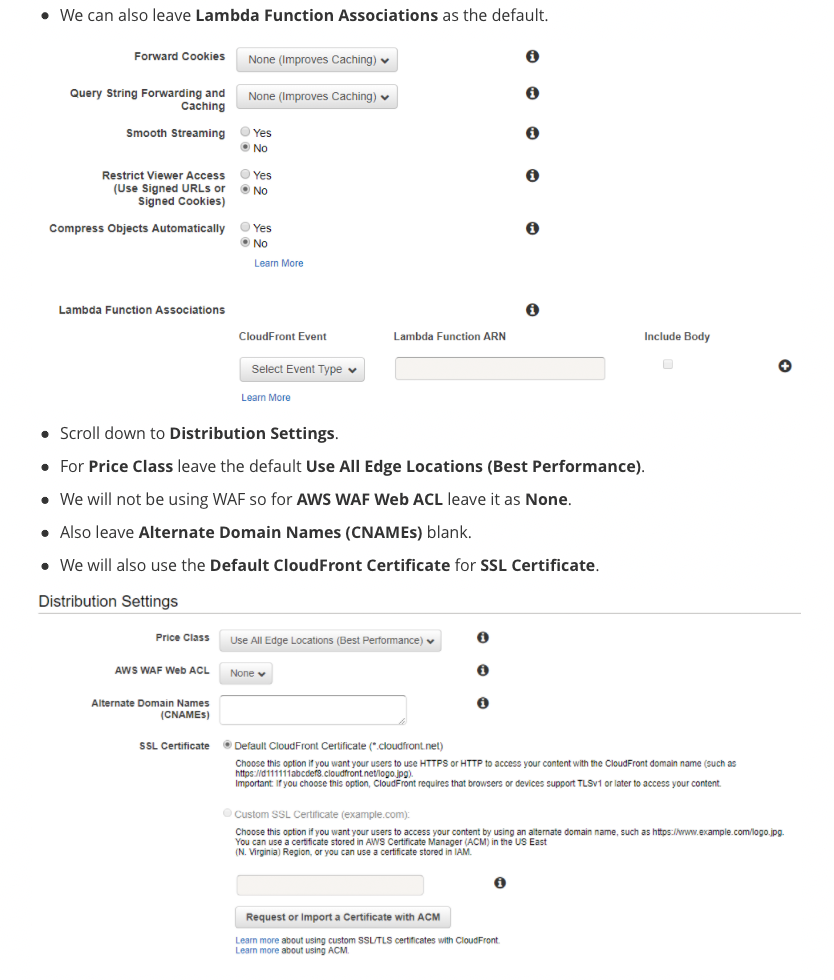 We can also leave Lambda Function Associations as the default.
Forward Cookies None (Improves Caching)
Query String Forwarding and
Caching
None (Improves Caching)
Smooth Streaming Yes
No
Restrict Viewer Access
(Use Signed URLs or
Signed Cookies)
Yes
No
Compress Objects Automatically Yes
No
Learn More
Lambda Function Associations
CloudFront Event Lambda Function ARN Include Body
Select Event Type
Learn More
Scroll down to Distribution Settings.
For Price Class leave the default Use All Edge Locations (Best Performance).
We will not be using WAF so for AWS WAF Web ACL leave it as None.
Also leave Alternate Domain Names (CNAMEs) blank.
We will also use the Default CloudFront Certificate for SSL Certificate.
Distribution Settings
Price Class Use All Edge Locations (Best Performance)
AWS WAF Web ACL None
Alternate Domain Names
(CNAMEs)
SSL Certificate Default CloudFront Certificate (*.cloudfront.net)
Choose this option if you want your users to use HTTPS or HTTP to access your content with the CloudFront domain name (such as
https://d111111abcdef8.cloudfront.net/logo.jpg).
Important: If you choose this option, CloudFront requires that browsers or devices support TLSv1 or later to access your content.
Custom SSL Certificate (example.com):
Choose this option if you want your users to access your content by using an alternate domain name, such as https://www.example.com/logo.jpg.
You can use a certificate stored in AWS Certificate Manager (ACM) in the US East
(N. Virginia) Region, or you can use a certificate stored in IAM.
Request or Import a Certificate with ACM
Learn more about using custom SSL/TLS certificates with CloudFront.
Learn more about using ACM.